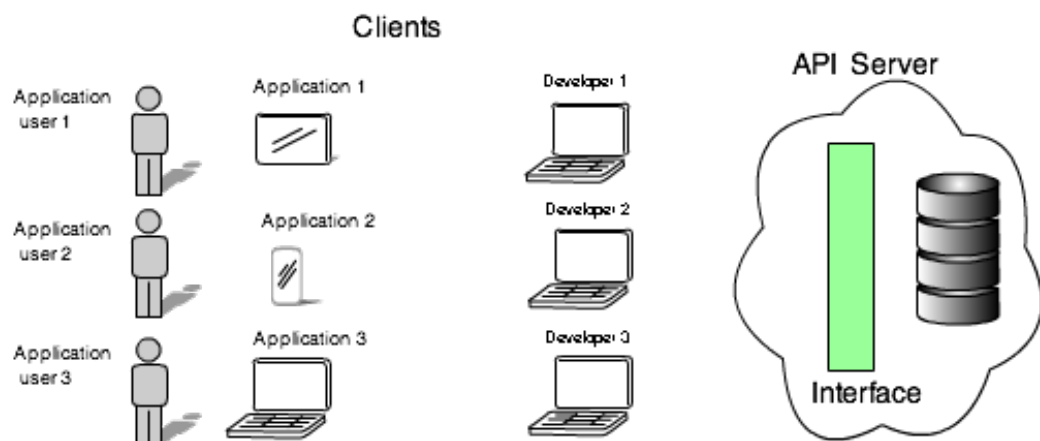 Clients
API Server
Application
user 1
Application 1
Developer 1
Application
user 2
Application 2
Developer 2
Application
user 3
Application 3
Developer 3
Interface